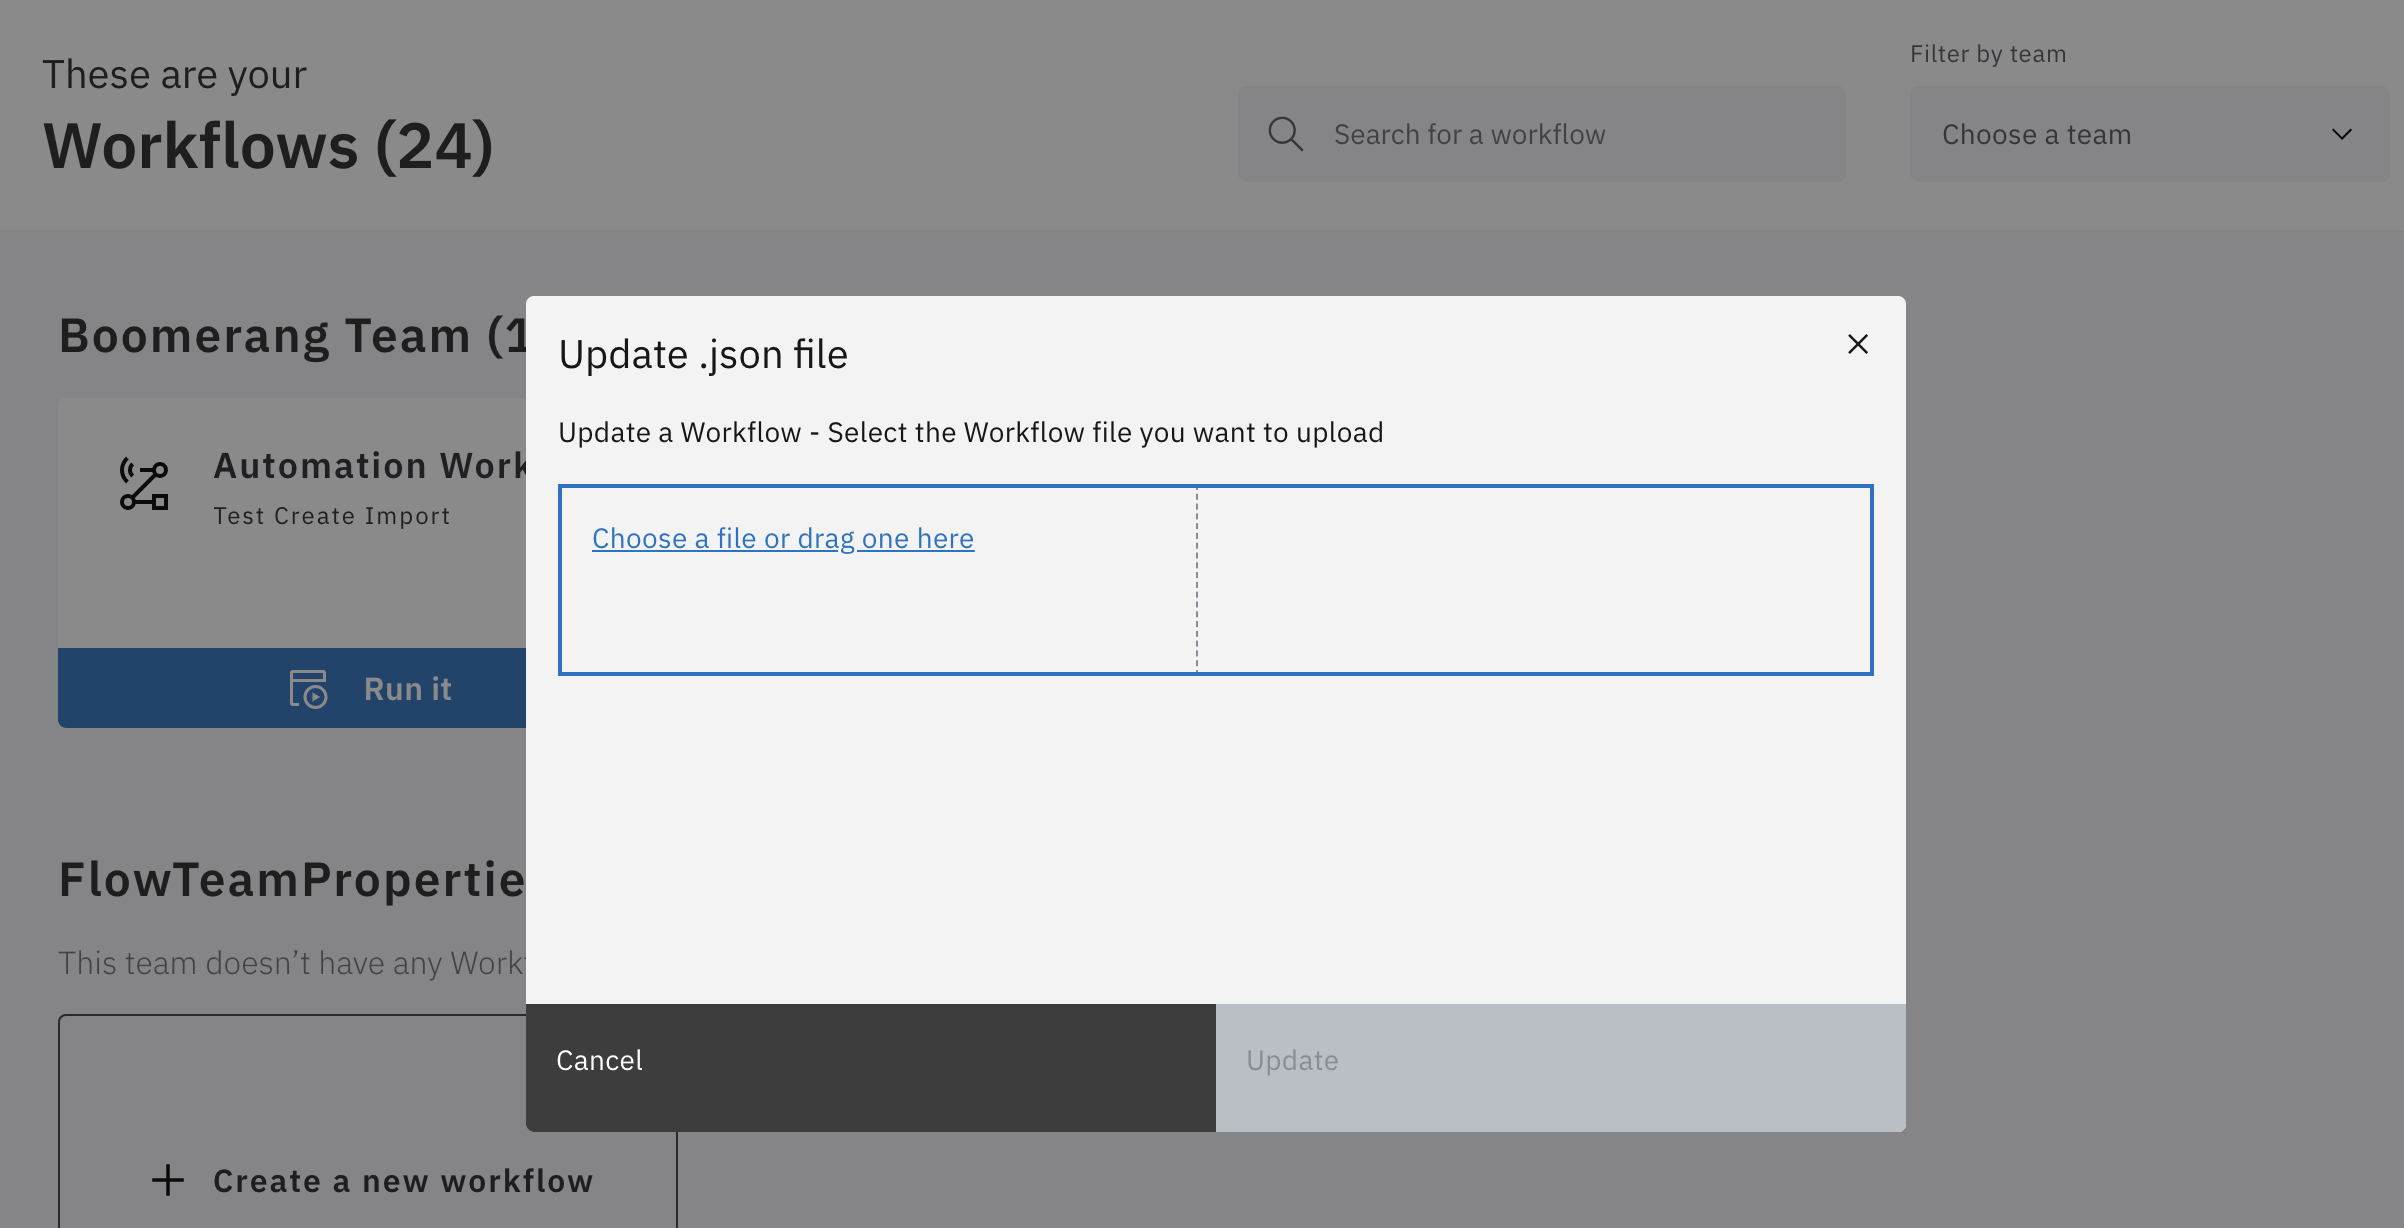 These are your
Workflows (24)
Search for a workflow
Filter by team
Choose a team
Boomerang Team (1
Automation Work
Test Create Import
Run it
FlowTeamPropertie
This team doesn’t have any Work
Create a new workflow
Update .json file
Update a Workflow - Select the Workflow file you want to upload
Choose a file or drag one here
Cancel
Update